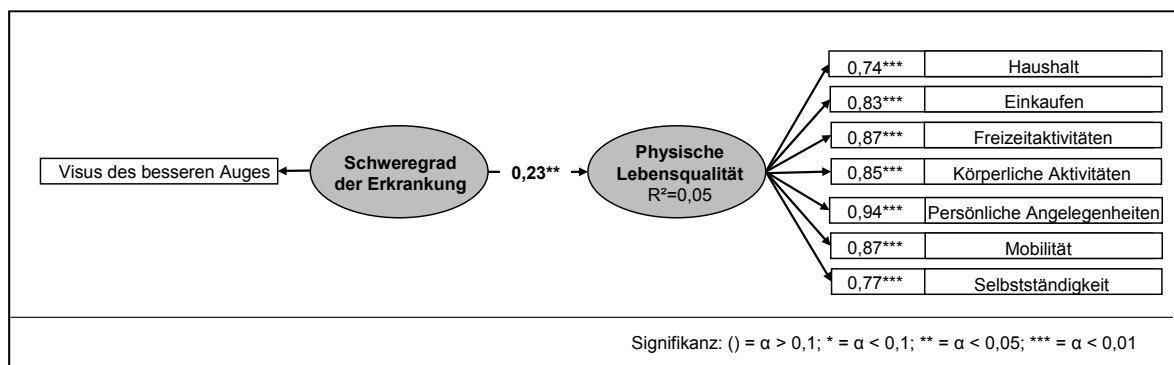 Visus des besseren Auges
Schweregrad
der Erkrankung
0,23**
Physische
Lebensqualität
R²=0,05
0,74*** Haushalt
0,83*** Einkaufen
0,87*** Freizeitaktivitäten
0,85*** Körperliche Aktivitäten
0,94*** Persönliche Angelegenheiten
0,87*** Mobilität
0,77*** Selbstständigkeit
Signifikanz: () = α > 0,1; * = α < 0,1; ** = α < 0,05; *** = α < 0,01